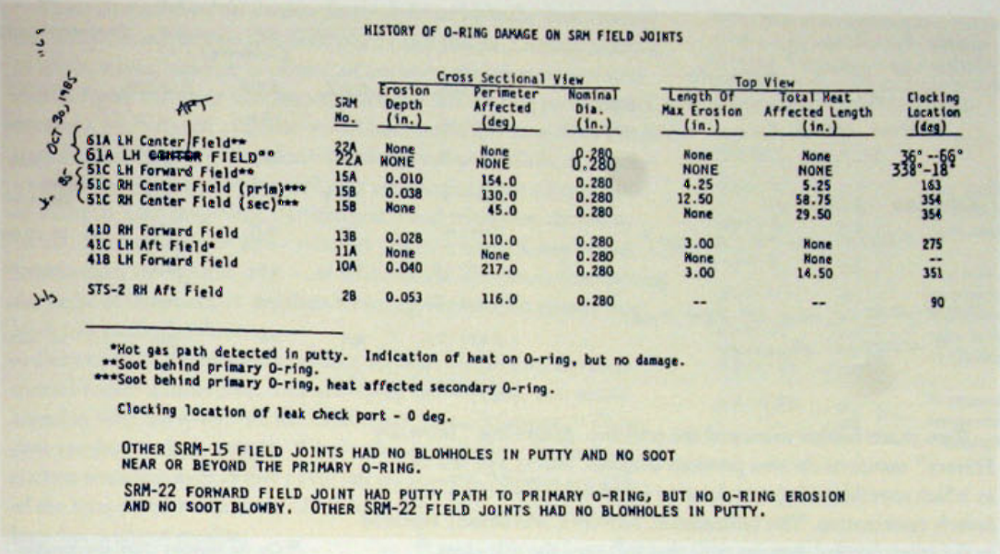 HISTORY OF O-RING DAMAGE ON SRM FIELD JOINTS
Cross Sectional View Top View
SRM No. Erosion Depth (in.) Perimeter Affected (deg) Nominal Dia. (in.) Length Of Max Erosion (in.) Total Heat Affected Length (in.) Clocking Location (deg)
OCT 30, 1985
AFT
61A LH Center Field** 22A None None 0.280 None None 36°--66°
61A LH CENTER FIELD** 22A NONE NONE 0.280 NONE NONE 338°-18°
51C LH Forward Field** 15A 0.010 154.0 0.280 4.25 5.25 163
51C RH Center Field (prim)*** 15B 0.038 130.0 0.280 12.50 58.75 354
51C RH Center Field (sec)*** 15B None 45.0 0.280 None 29.50 354
41D RH Forward Field 13B 0.028 110.0 0.280 3.00 None 275
41C LH Aft Field* 11A None None 0.280 None None --
41B LH Forward Field 10A 0.040 217.0 0.280 3.00 14.50 351
STS-2 RH Aft Field 2B 0.053 116.0 0.280 -- -- 90
*Hot gas path detected in putty. Indication of heat on O-ring, but no damage.
**Soot behind primary O-ring.
***Soot behind primary O-ring, heat affected secondary O-ring.
Clocking location of leak check port - 0 deg.
OTHER SRM-15 FIELD JOINTS HAD NO BLOWHOLES IN PUTTY AND NO SOOT
NEAR OR BEYOND THE PRIMARY O-RING.
SRM-22 FORWARD FIELD JOINT HAD PUTTY PATH TO PRIMARY O-RING, BUT NO O-RING EROSION
AND NO SOOT BLOWBY. OTHER SRM-22 FIELD JOINTS HAD NO BLOWHOLES IN PUTTY.